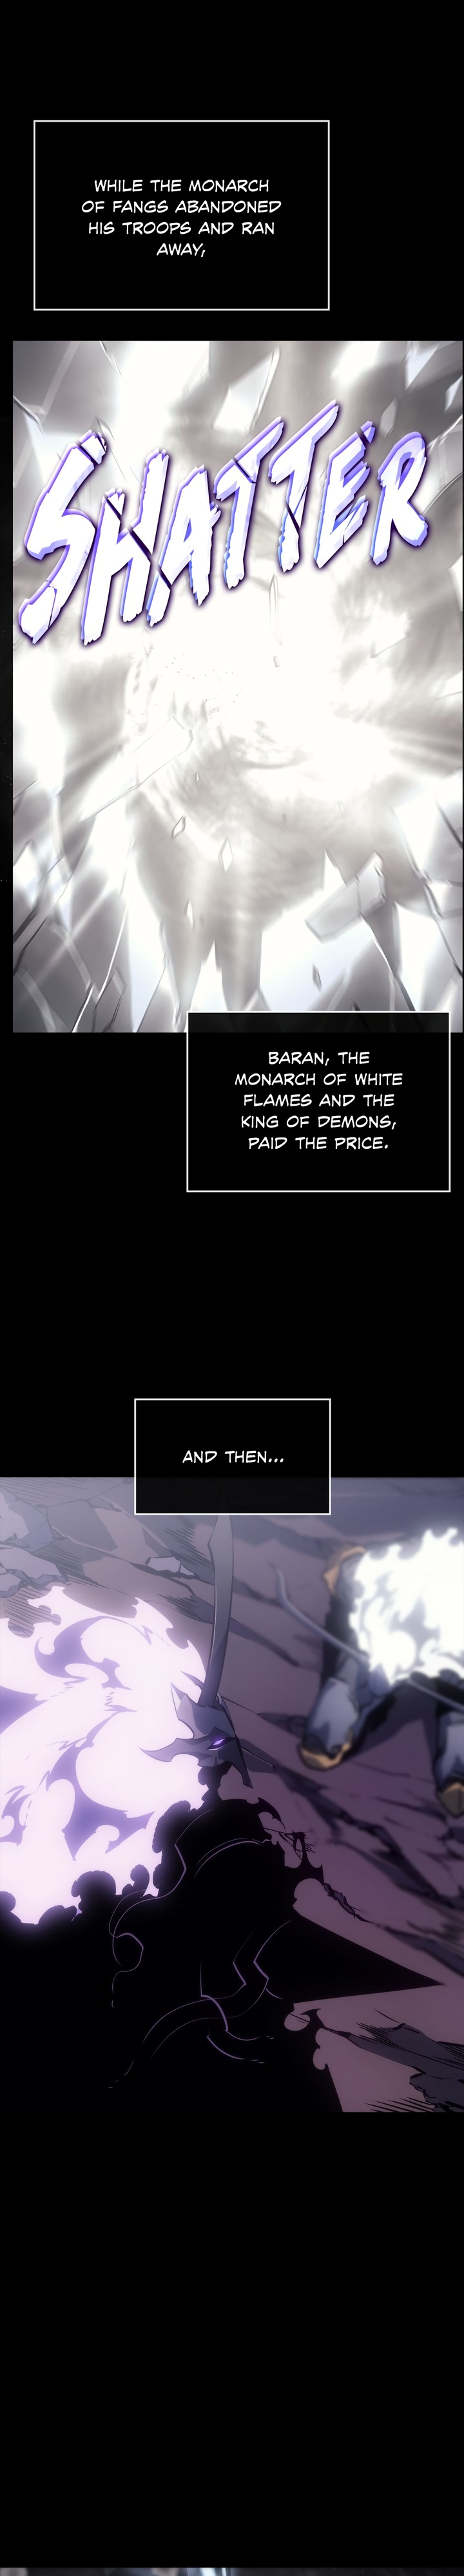 WHILE THE MONARCH
OF FANGS ABANDONED
HIS TROOPS AND RAN
AWAY,
SHATTER
BARAN, THE
MONARCH OF WHITE
FLAMES AND THE
KING OF DEMONS,
PAID THE PRICE.
AND THEN...